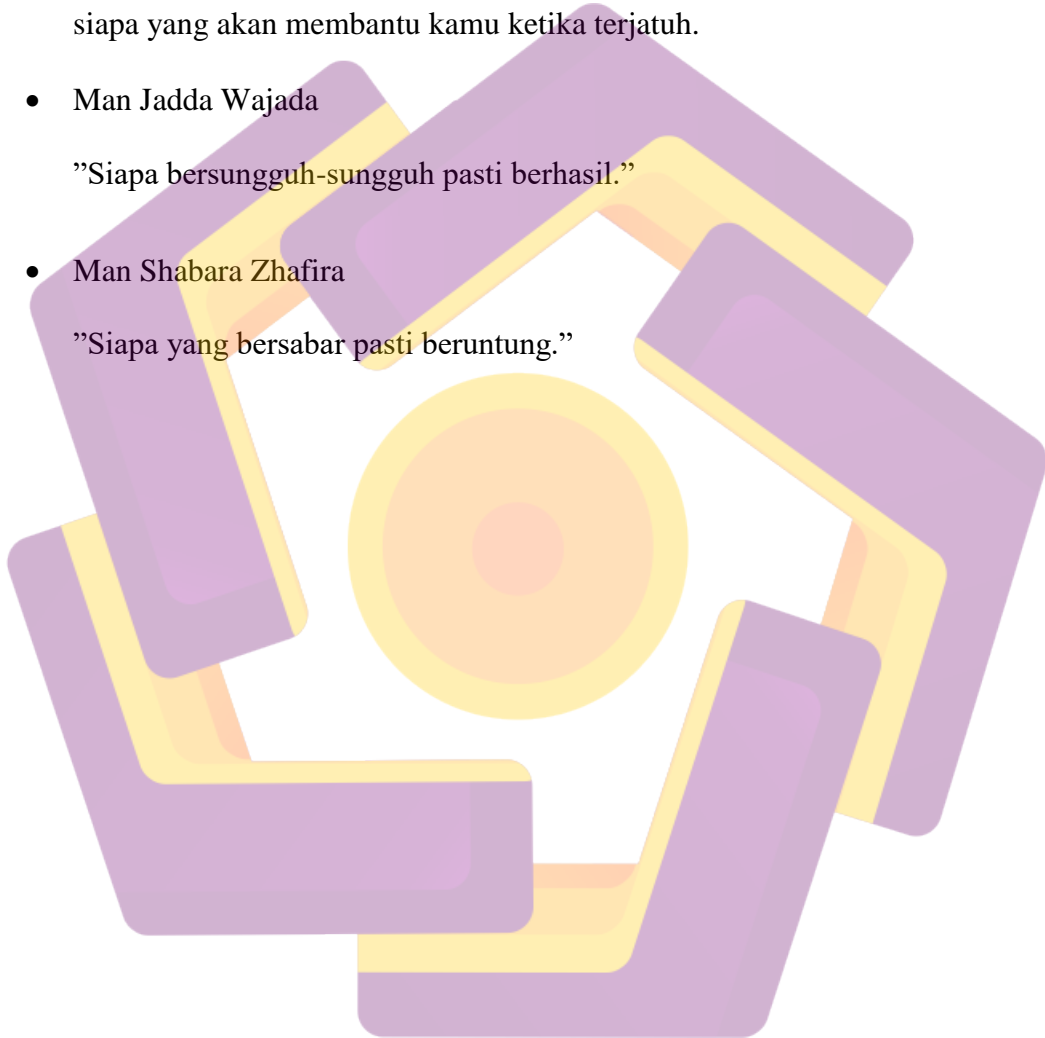 siapa yang akan membantu kamu ketika terjatuh.
• Man Jadda Wajada
”Siapa bersungguh-sungguh pasti berhasil.”
• Man Shabara Zhafira
”Siapa yang bersabar pasti beruntung.”